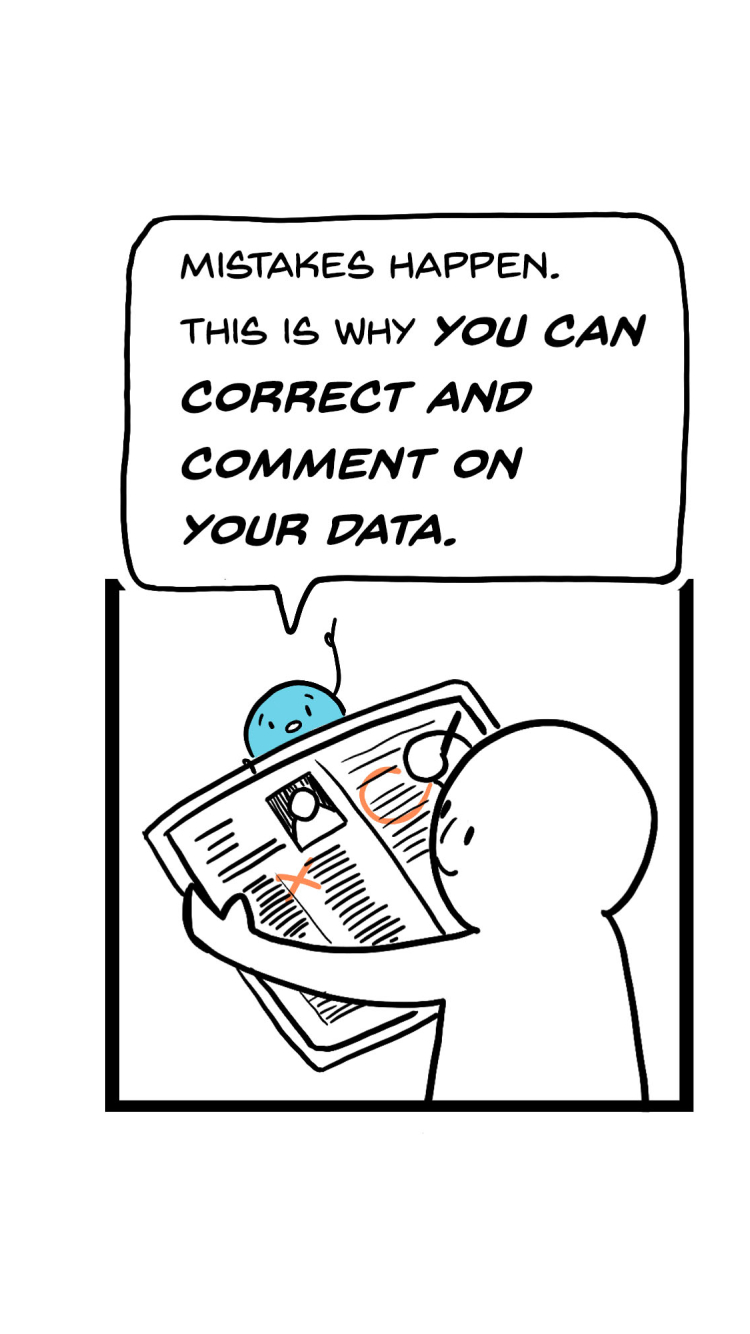 MISTAKES HAPPEN.
THIS IS WHY YOU CAN
CORRECT AND
COMMENT ON
YOUR DATA.